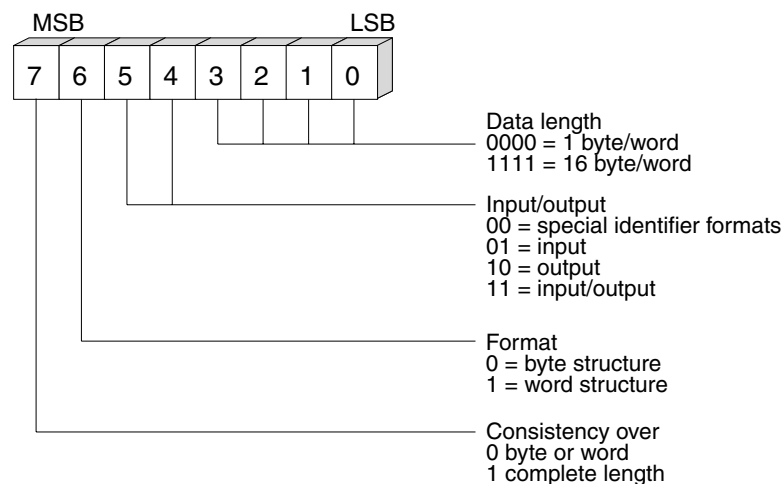 MSB LSB
7 6 5 4 3 2 1 0
Data length
0000 = 1 byte/word
1111 = 16 byte/word
Input/output
00 = special identifier formats
01 = input
10 = output
11 = input/output
Format
0 = byte structure
1 = word structure
Consistency over
0 byte or word
1 complete length